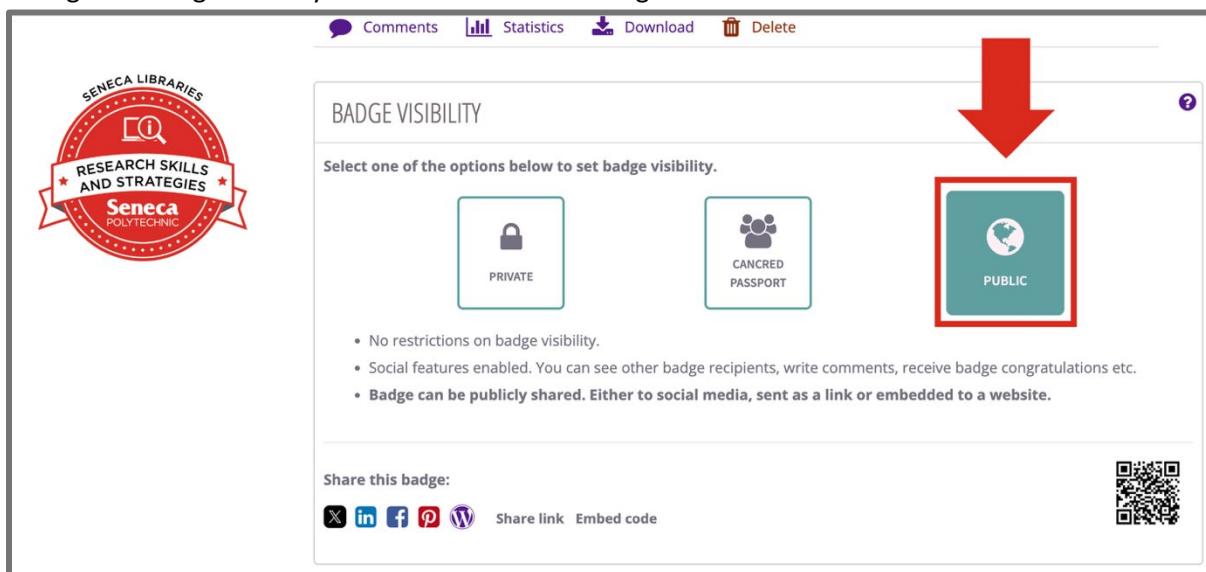 Comments Statistics Download Delete
SENECA LIBRARIES
RESEARCH SKILLS
AND STRATEGIES
Seneca
POLYTECHNIC
BADGE VISIBILITY
?
Select one of the options below to set badge visibility.
PRIVATE
CANCRED
PASSPORT
PUBLIC
• No restrictions on badge visibility.
• Social features enabled. You can see other badge recipients, write comments, receive badge congratulations etc.
• Badge can be publicly shared. Either to social media, sent as a link or embedded to a website.
Share this badge:
Share link Embed code